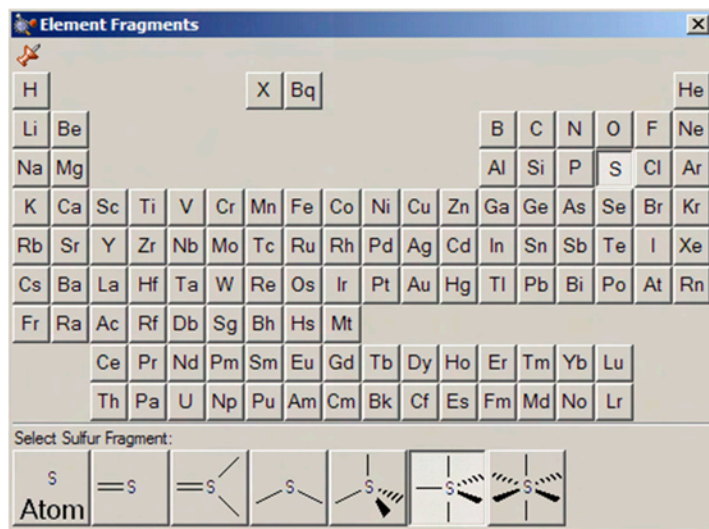 Element Fragments
H X Bq He
Li Be B C N O F Ne
Na Mg Al Si P S Cl Ar
K Ca Sc Ti V Cr Mn Fe Co Ni Cu Zn Ga Ge As Se Br Kr
Rb Sr Y Zr Nb Mo Tc Ru Rh Pd Ag Cd In Sn Sb Te I Xe
Cs Ba La Hf Ta W Re Os Ir Pt Au Hg Tl Pb Bi Po At Rn
Fr Ra Ac Rf Db Sg Bh Hs Mt
Ce Pr Nd Pm Sm Eu Gd Tb Dy Ho Er Tm Yb Lu
Th Pa U Np Pu Am Cm Bk Cf Es Fm Md No Lr
Select Sulfur Fragment:
S S S S S S S
Atom